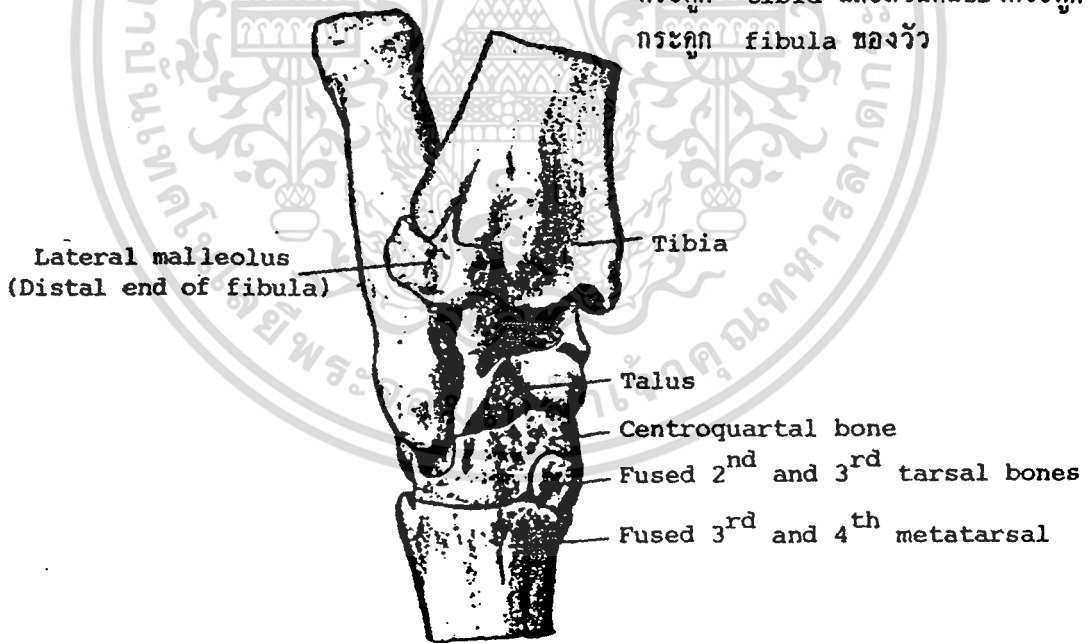 กระดูก fibula ของวัว
Lateral malleolus
(Distal end of fibula)
Tibia
Talus
Centroquartal bone
Fused 2nd and 3rd tarsal bones
Fused 3rd and 4th metatarsal